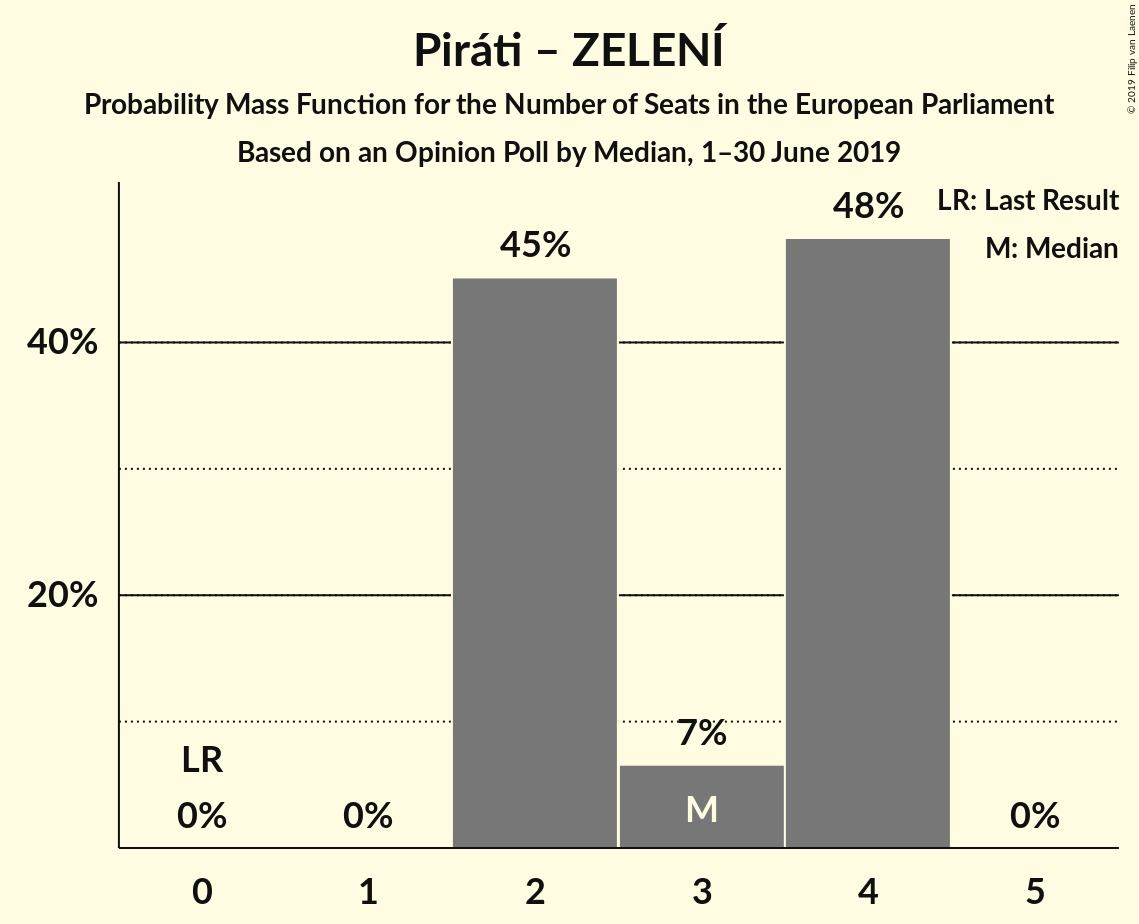 Piráti – ZELENÍ
Probability Mass Function for the Number of Seats in the European Parliament
Based on an Opinion Poll by Median, 1–30 June 2019
© 2019 Filip van Laenen
LR: Last Result
M: Median
48%
45%
40%
20%
7%
LR
M
0%
0%
0%
0
1
2
3
4
5